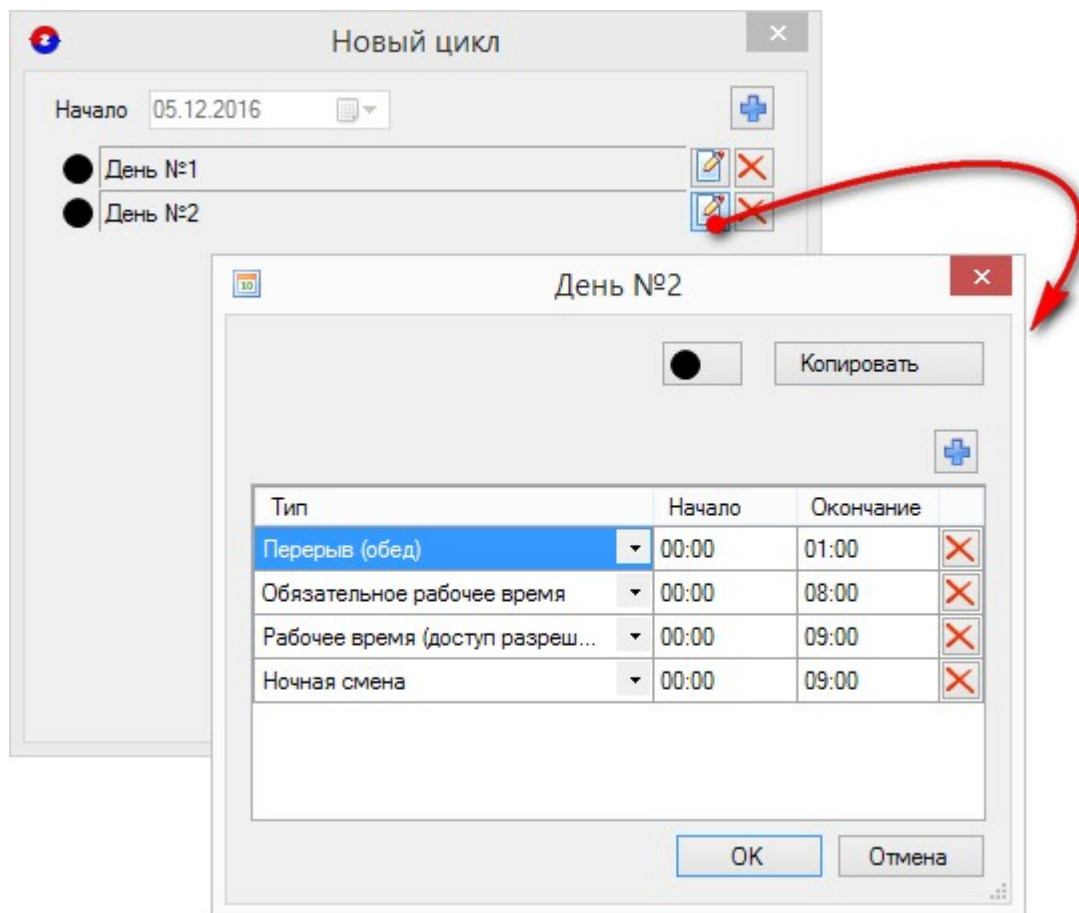 Новый цикл
Начало 05.12.2016
День №1
День №2
10
День №2
Копировать
Тип Начало Окончание
Перерыв (обед) 00:00 01:00
Обязательное рабочее время 00:00 08:00
Рабочее время (доступ разреш... 00:00 09:00
Ночная смена 00:00 09:00
OK Отмена